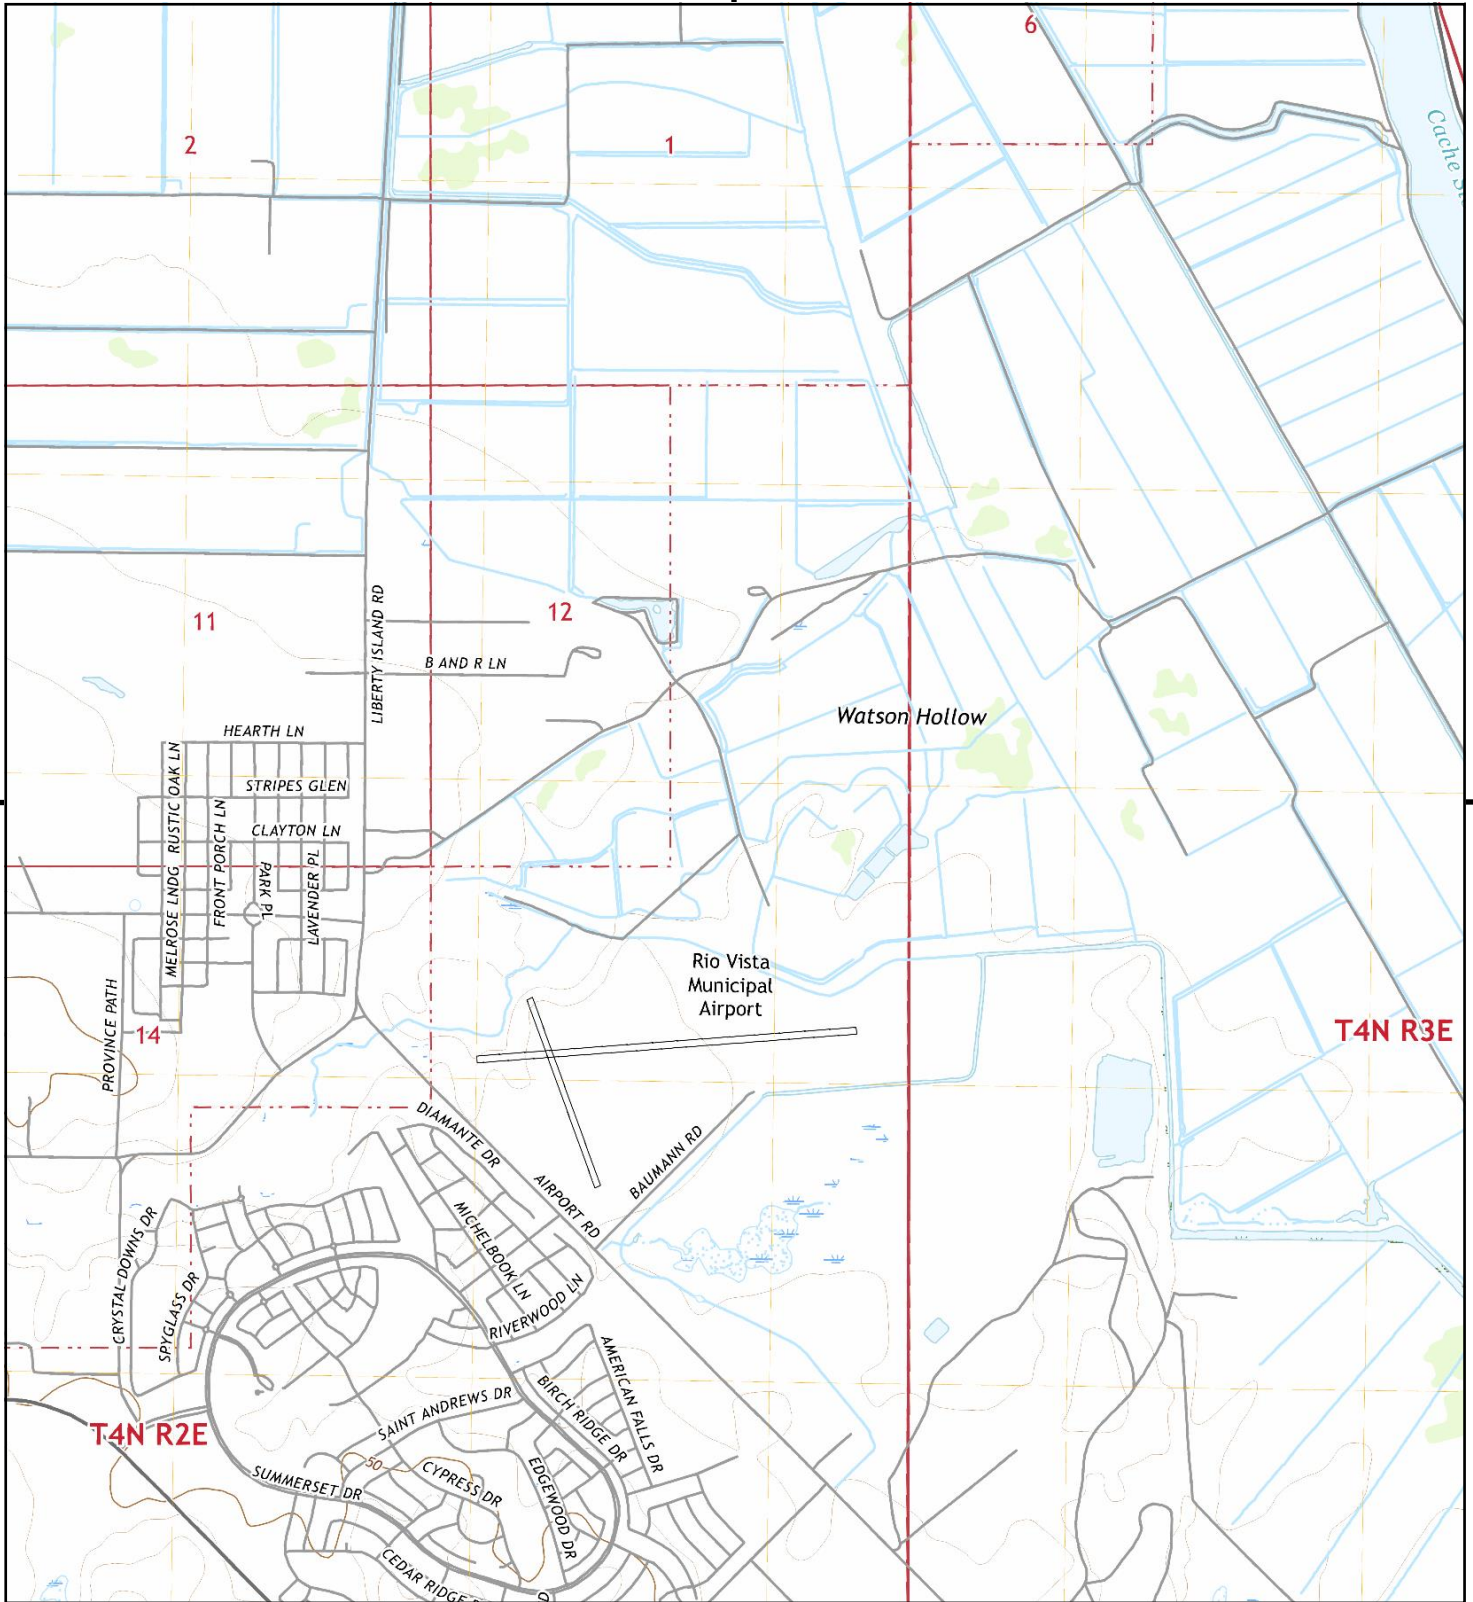 6
Cache
2
1
11
12
LIBERTY ISLAND RD
B AND R LN
Watson Hollow
HEARTH LN
STRIPES GLEN
RUSTIC OAK LN
FRONT PORCH LN
CLAYTON LN
MELROSE LNDG
PARK PL
LAVENDER PL
Rio Vista
Municipal
Airport
PROVINCE PATH
14
T4N R3E
DIAMANTE DR
AIRPORT RD
BAUMANN RD
CRYSTAL DOWNS DR
SPYGLASS DR
MICHELBOOK LN
RIVERWOOD LN
AMERICAN FALLS DR
BIRCH RIDGE DR
T4N R2E
SAINT ANDREWS DR
50
SUMMERSET DR
CYPRESS DR
EDGEWOOD DR
CEDAR RIDGE